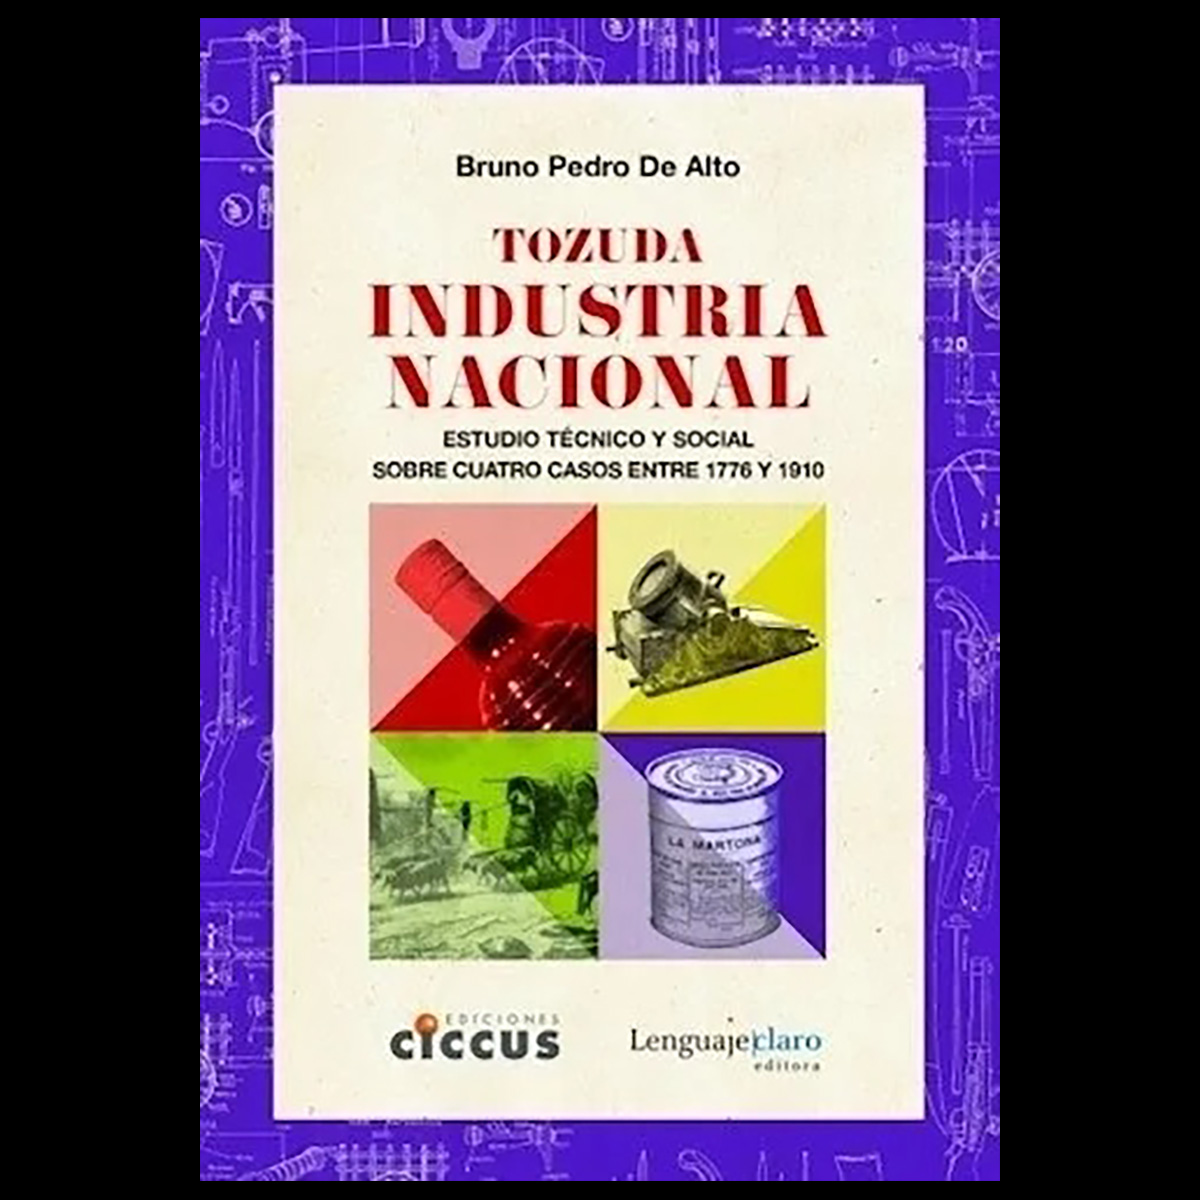 Bruno Pedro De Alto
TOZUDA
INDUSTRIA
NACIONAL
ESTUDIO TÉCNICO Y SOCIAL
SOBRE CUATRO CASOS ENTRE 1776 Y 1910
LA MARTONA
EDICIONES
CICCUS
Lenguajeclaro
editora
120